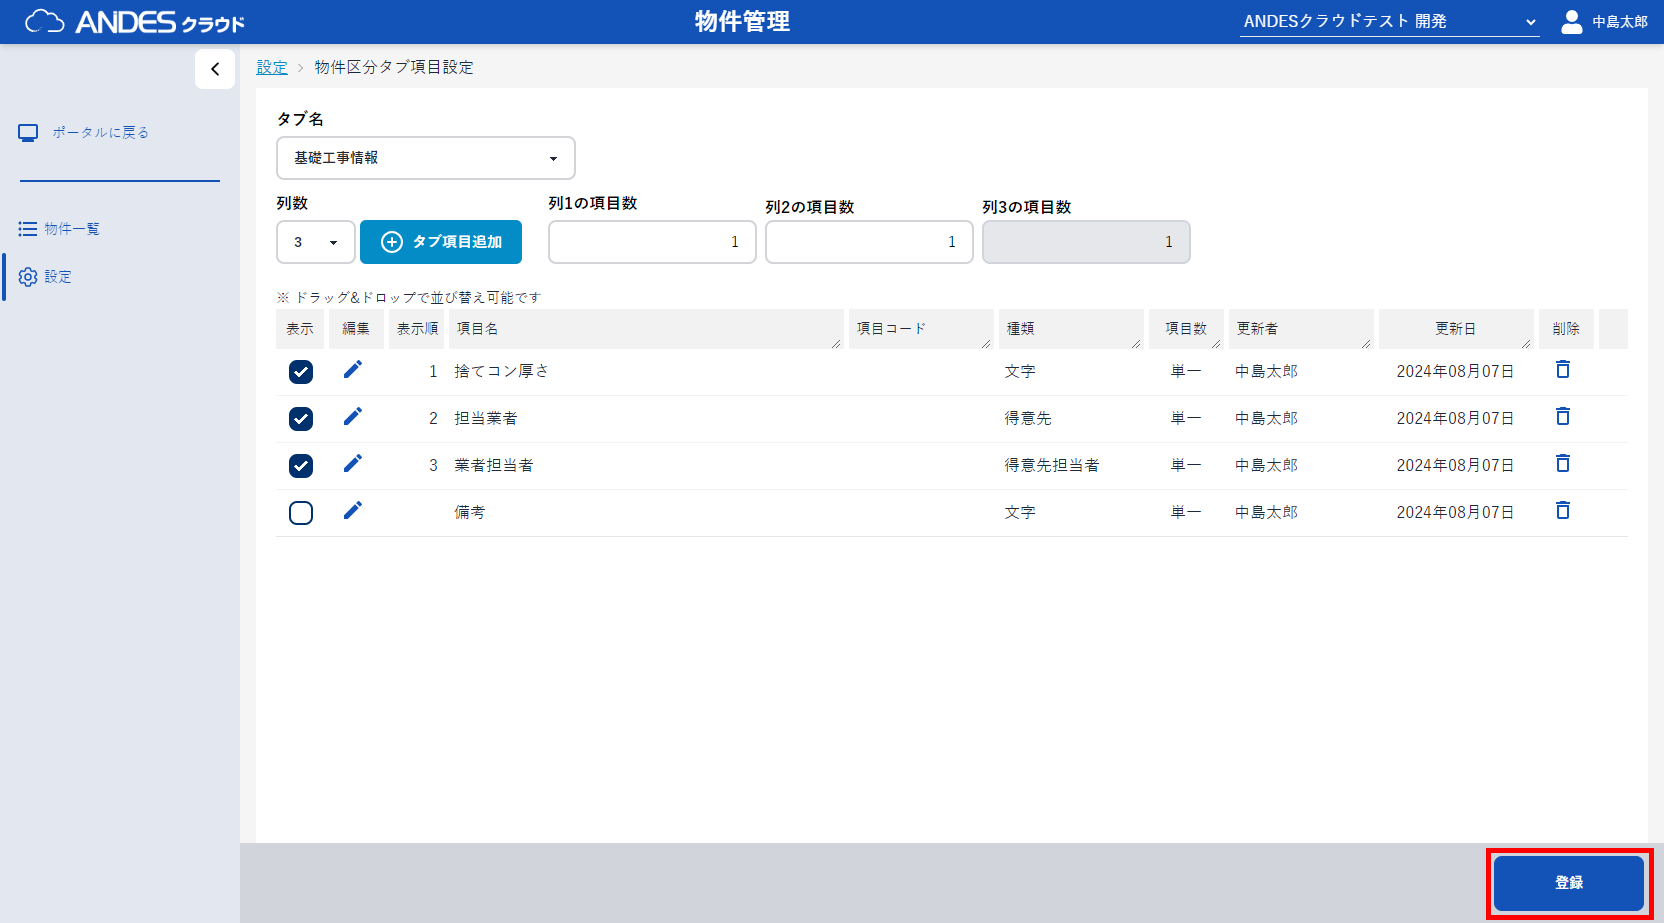 ANDES クラウド
物件管理
ANDESクラウドテスト 開発
中島太郎
設定 > 物件区分タブ項目設定
ポータルに戻る
物件一覧
設定
タブ名
基礎工事情報
列数 列1の項目数 列2の項目数 列3の項目数
3 タブ項目追加 1 1 1
※ ドラッグ&ドロップで並び替え可能です
表示 編集 表示順 項目名 項目コード 種類 項目数 更新者 更新日 削除
1 捨てコン厚さ 文字 単一 中島太郎 2024年08月07日
2 担当業者 得意先 単一 中島太郎 2024年08月07日
3 業者担当者 得意先担当者 単一 中島太郎 2024年08月07日
備考 文字 単一 中島太郎 2024年08月07日
登録